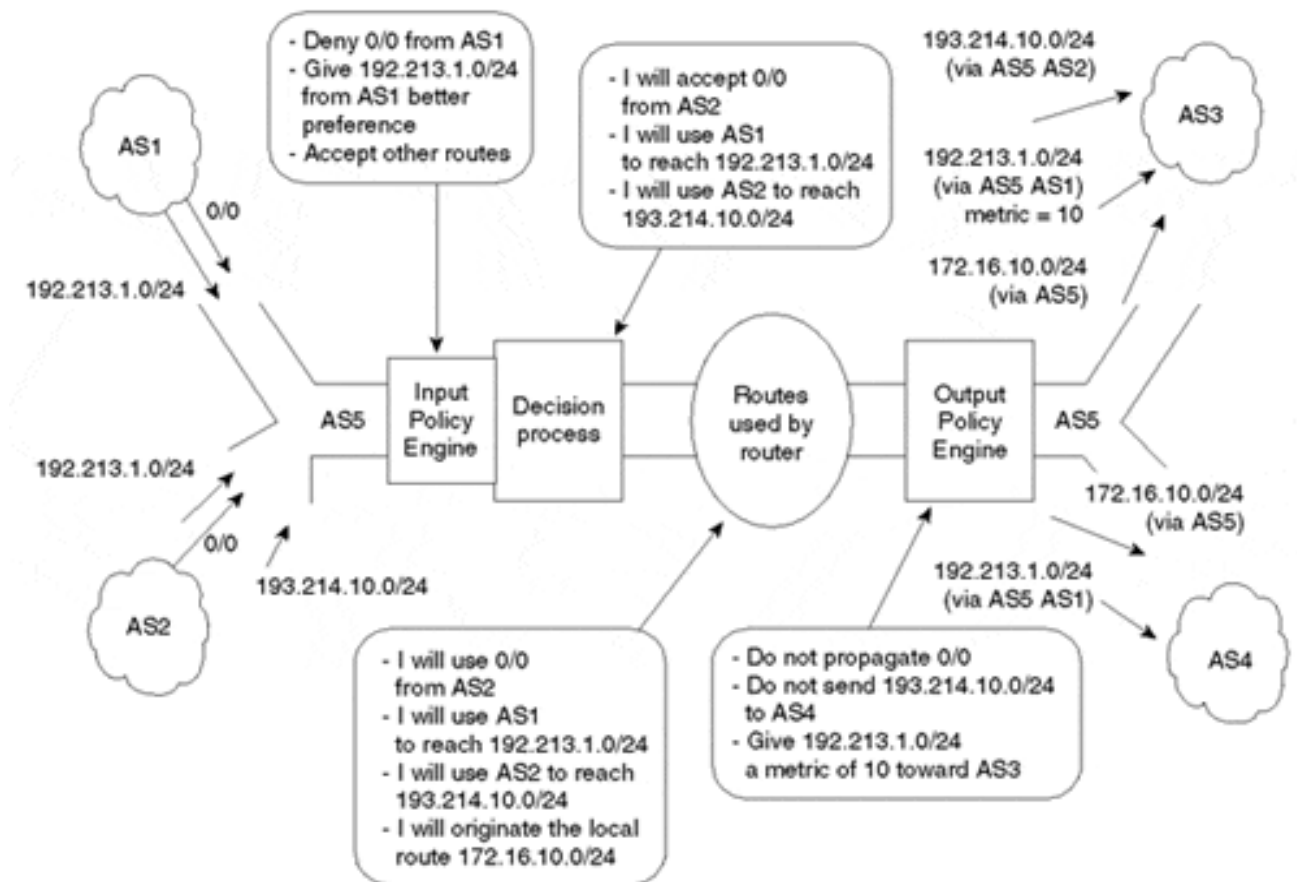 - Deny 0/0 from AS1
- Give 192.213.1.0/24
from AS1 better
preference
- Accept other routes
- I will accept 0/0
from AS2
- I will use AS1
to reach 192.213.1.0/24
- I will use AS2 to reach
193.214.10.0/24
193.214.10.0/24
(via AS5 AS2)
AS3
192.213.1.0/24
(via AS5 AS1)
metric = 10
172.16.10.0/24
(via AS5)
AS1
0/0
192.213.1.0/24
AS5
Input
Policy
Engine
Decision
process
Routes
used by
router
Output
Policy
Engine
AS5
192.213.1.0/24
0/0
193.214.10.0/24
AS2
172.16.10.0/24
(via AS5)
192.213.1.0/24
(via AS5 AS1)
AS4
- I will use 0/0
from AS2
- I will use AS1
to reach 192.213.1.0/24
- I will use AS2 to reach
193.214.10.0/24
- I will originate the local
route 172.16.10.0/24
- Do not propagate 0/0
- Do not send 193.214.10.0/24
to AS4
- Give 192.213.1.0/24
a metric of 10 toward AS3